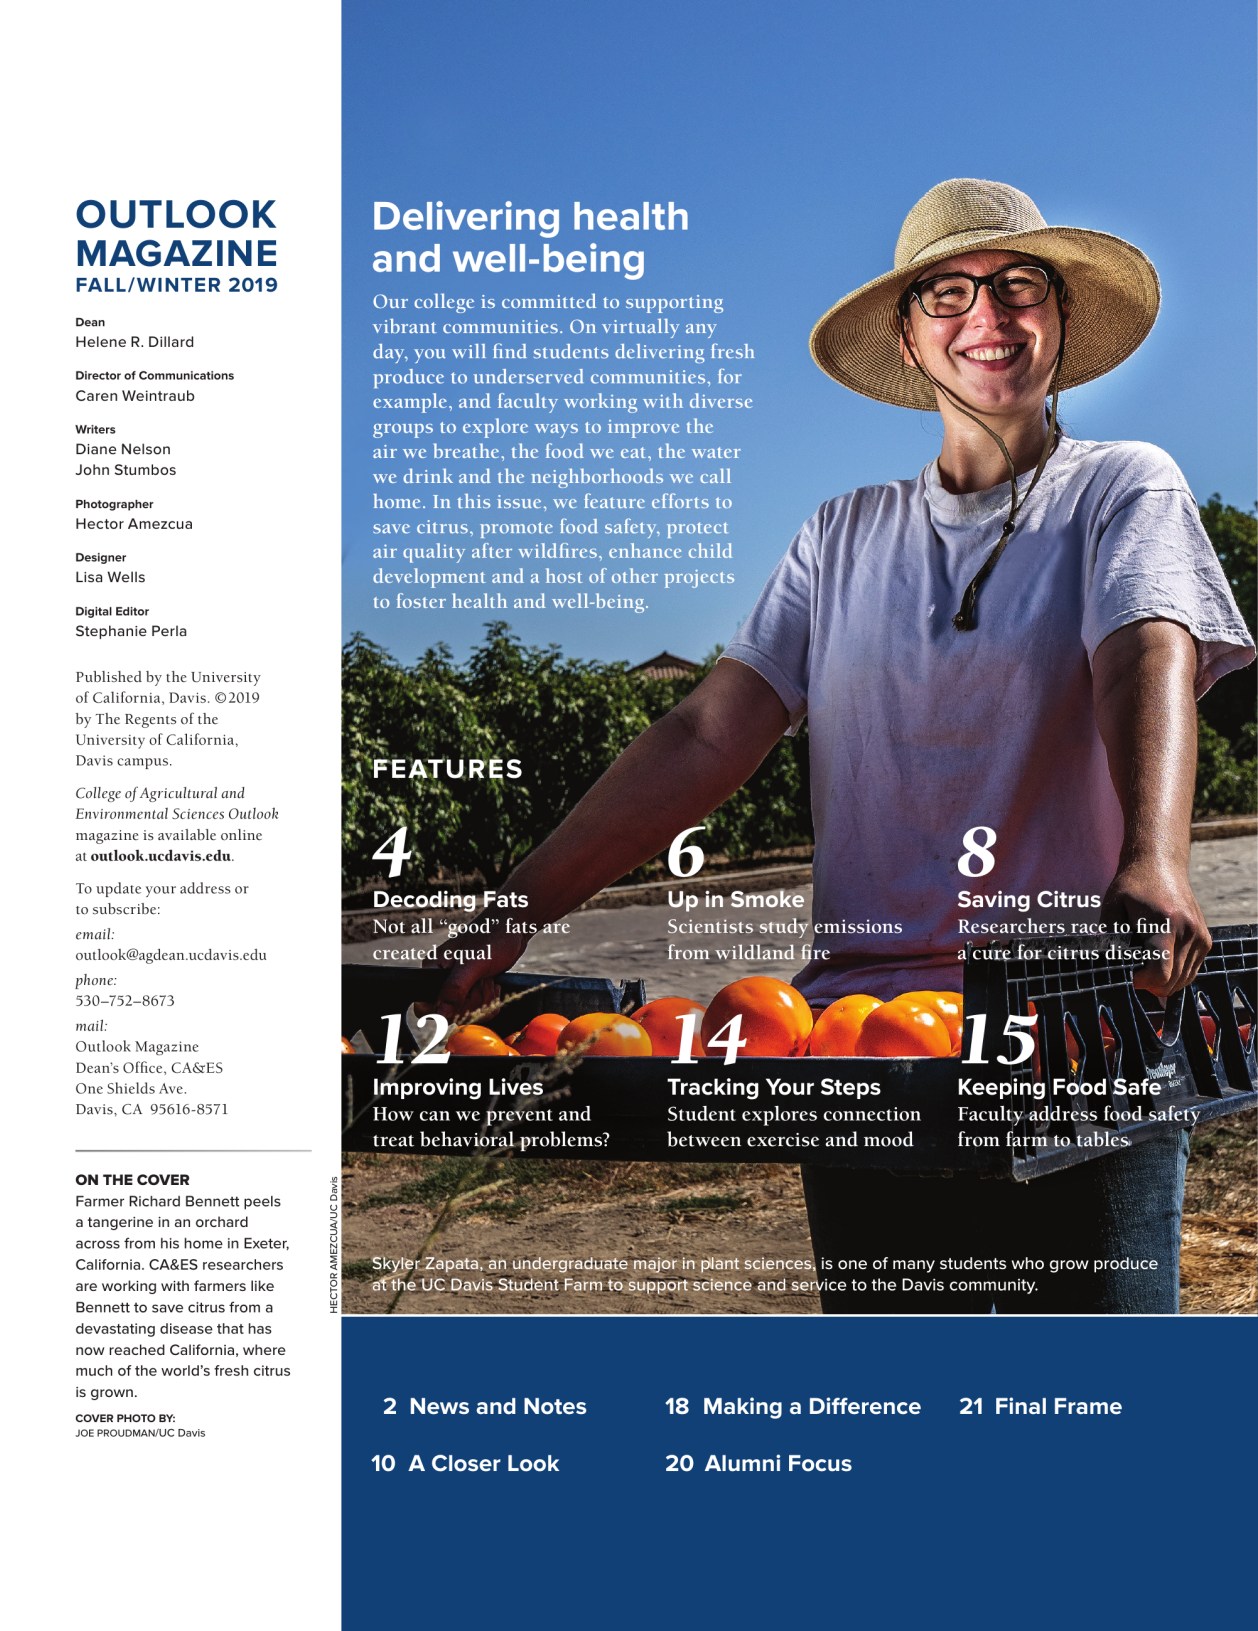 OUTLOOK
MAGAZINE
FALL/WINTER 2019
Dean
Helene R. Dillard
Director of Communications
Caren Weintraub
Writers
Diane Nelson
John Stumbos
Photographer
Hector Amezcua
Designer
Lisa Wells
Digital Editor
Stephanie Perla
Published by the University
of California, Davis. ©2019
by The Regents of the
University of California,
Davis campus.
College of Agricultural and
Environmental Sciences Outlook
magazine is available online
at outlook.ucdavis.edu.
To update your address or
to subscribe:
email:
outlook@agdean.ucdavis.edu
phone:
530–752–8673
mail:
Outlook Magazine
Dean's Office, CA&ES
One Shields Ave.
Davis, CA 95616-8571
ON THE COVER
Farmer Richard Bennett peels
a tangerine in an orchard
across from his home in Exeter,
California. CA&ES researchers
are working with farmers like
Bennett to save citrus from a
devastating disease that has
now reached California, where
much of the world's fresh citrus
is grown.
COVER PHOTO BY:
JOE PROUDMAN/UC Davis
HECTOR AMEZCUA/UC Davis
Delivering health
and well-being
Our college is committed to supporting
vibrant communities. On virtually any
day, you will find students delivering fresh
produce to underserved communities, for
example, and faculty working with diverse
groups to explore ways to improve the
air we breathe, the food we eat, the water
we drink and the neighborhoods we call
home. In this issue, we feature efforts to
save citrus, promote food safety, protect
air quality after wildfires, enhance child
development and a host of other projects
to foster health and well-being.
FEATURES
4
Decoding Fats
Not all “good” fats are
created equal
6
Up in Smoke
Scientists study emissions
from wildland fire
8
Saving Citrus
Researchers race to find
a cure for citrus disease
12
Improving Lives
How can we prevent and
treat behavioral problems?
14
Tracking Your Steps
Student explores connection
between exercise and mood
15
Keeping Food Safe
Faculty address food safety
from farm to tables
Skyler Zapata, an undergraduate major in plant sciences, is one of many students who grow produce
at the UC Davis Student Farm to support science and service to the Davis community.
2 News and Notes
10 A Closer Look
18 Making a Difference
20 Alumni Focus
21 Final Frame